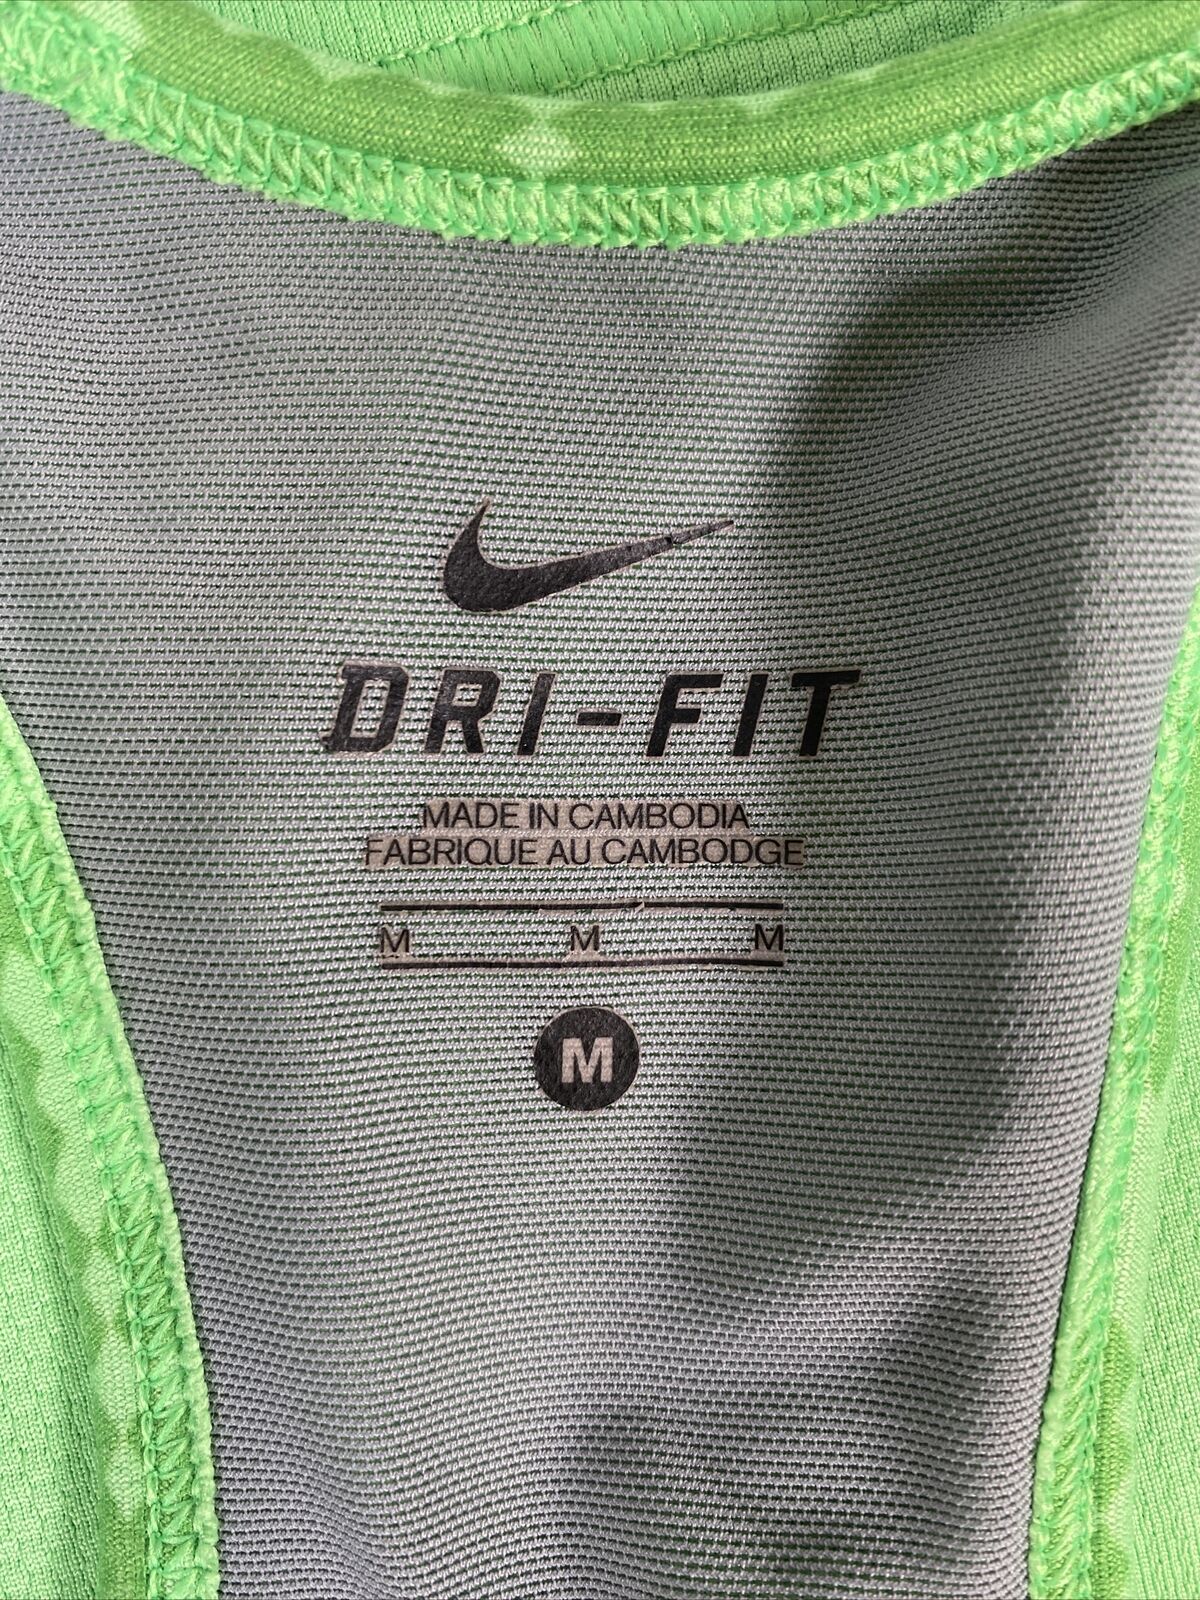 DRI-FIT
MADE IN CAMBODIA
FABRIQUE AU CAMBODGE
M M M
M